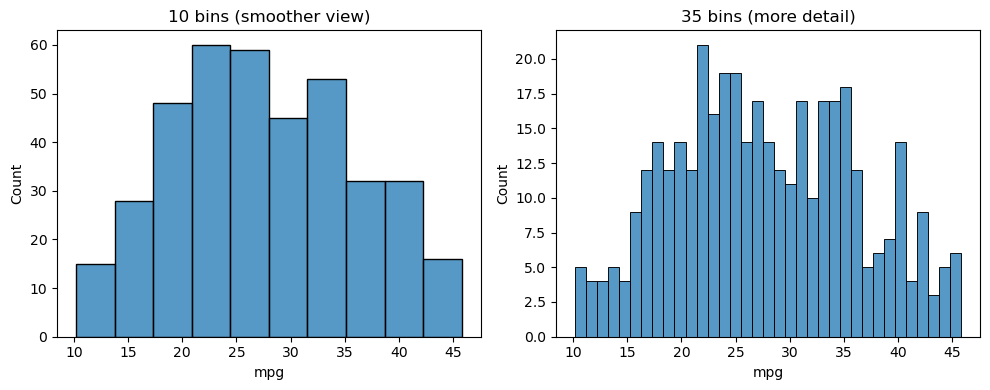 10 bins (smoother view)
60
50
40
30
20
10
0
Count
10 15 20 25 30 35 40 45
mpg
35 bins (more detail)
20.0
17.5
15.0
12.5
10.0
7.5
5.0
2.5
0.0
Count
10 15 20 25 30 35 40 45
mpg